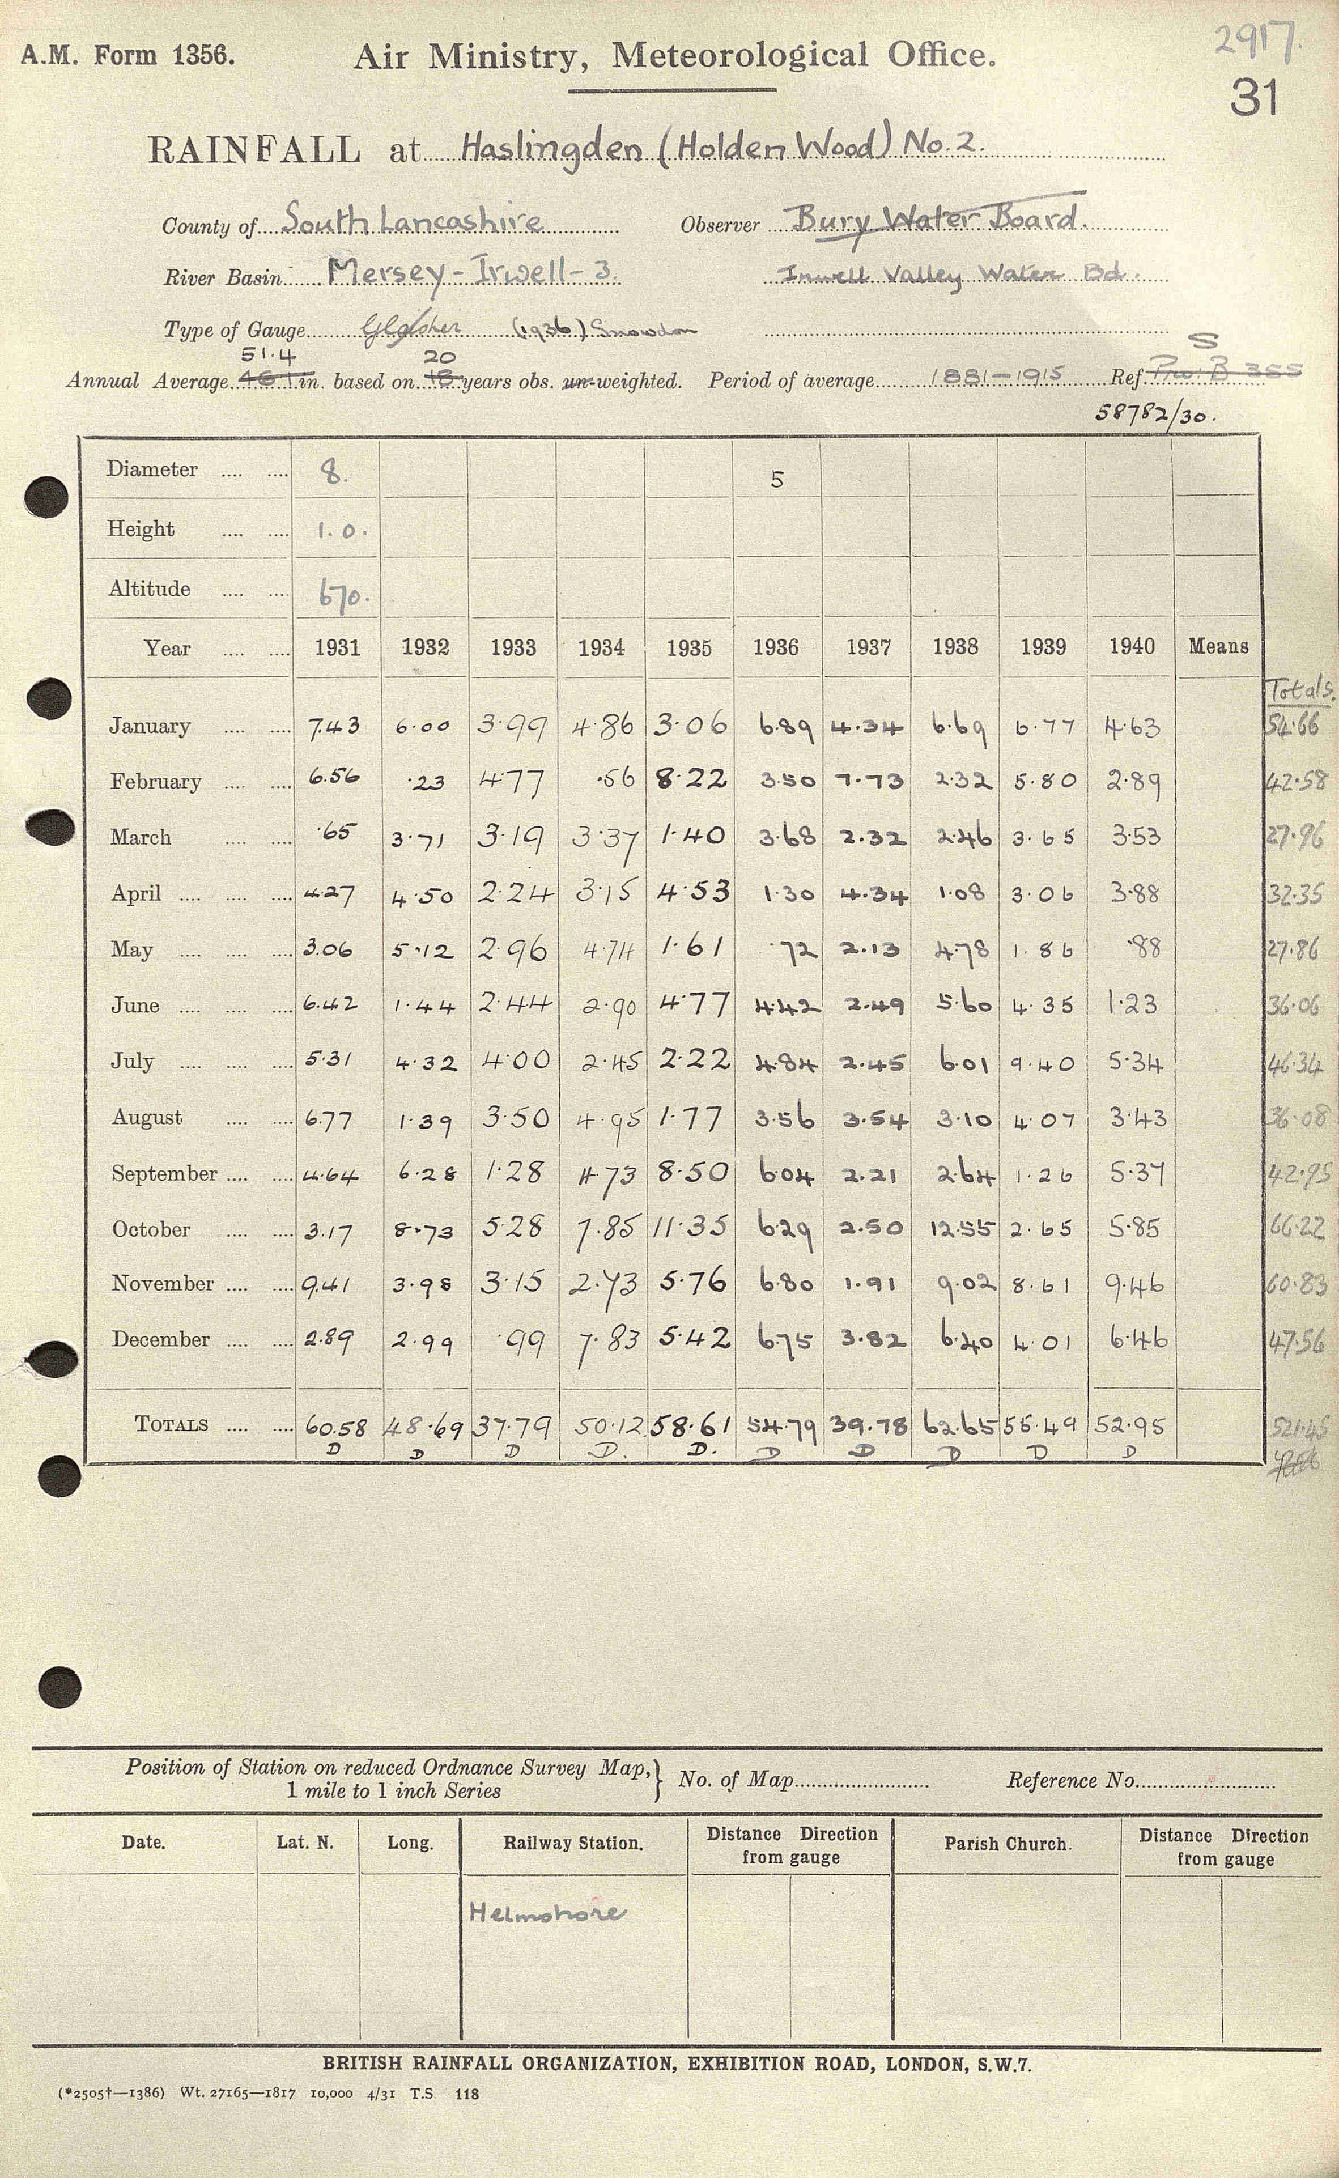 2917.
A.M. Form 1356. Air Ministry, Meteorological Office.
31
RAINFALL at Haslingden (Holden Wood) No. 2.
County of South Lancashire Observer Bury Water Board.
River Basin Mersey - Irwell - 3. Irwell Valley Water Bd.
Type of Gauge Glaisher (1936) Snowdon
51.4 20 S
Annual Average 46.1 in. based on 18 years obs. un-weighted. Period of average 1881-1915 Ref. Pro: B 355
58782/30.
Diameter 8. 5
Height 1.0.
Altitude 670.
Year 1931 1932 1933 1934 1935 1936 1937 1938 1939 1940 Means
Totals.
January 7.43 6.00 3.99 4.86 3.06 6.89 4.34 6.69 6.77 4.63 54.66
February 6.56 .23 4.77 .56 8.22 3.50 7.73 2.32 5.80 2.89 42.58
March .65 3.71 3.19 3.37 1.40 3.68 2.32 2.46 3.65 3.53 27.96
April 4.27 4.50 2.24 3.15 4.53 1.30 4.34 1.08 3.06 3.88 32.35
May 3.06 5.12 2.96 4.74 1.61 .72 2.13 4.78 1.86 .88 27.86
June 6.42 1.44 2.44 2.90 4.77 4.42 2.49 5.60 4.35 1.23 36.06
July 5.31 4.32 4.00 2.45 2.22 4.84 2.45 6.01 9.40 5.34 46.34
August 6.77 1.39 3.50 4.95 1.77 3.56 3.54 3.10 4.07 3.43 36.08
September 4.64 6.28 1.28 4.73 8.50 6.04 2.21 2.64 1.26 5.37 42.95
October 3.17 8.73 5.28 7.85 11.35 6.29 2.50 12.55 2.65 5.85 66.22
November 9.41 3.98 3.15 2.73 5.76 6.80 1.91 9.02 8.61 9.46 60.83
December 2.89 2.99 .99 7.83 5.42 6.75 3.82 6.40 4.01 6.46 47.56
TOTALS 60.58 48.69 37.79 50.12 58.61 54.79 39.78 62.65 55.49 52.95 521.45
D D D D. D. D D D D D
Position of Station on reduced Ordnance Survey Map, } No. of Map Reference No.
1 mile to 1 inch Series
Date. Lat. N. Long. Railway Station. Distance Direction from gauge Parish Church. Distance Direction from gauge
Helmshore
BRITISH RAINFALL ORGANIZATION, EXHIBITION ROAD, LONDON, S.W.7.
(*2505†—1386) Wt. 27165—1817 10,000 4/31 T.S. 118